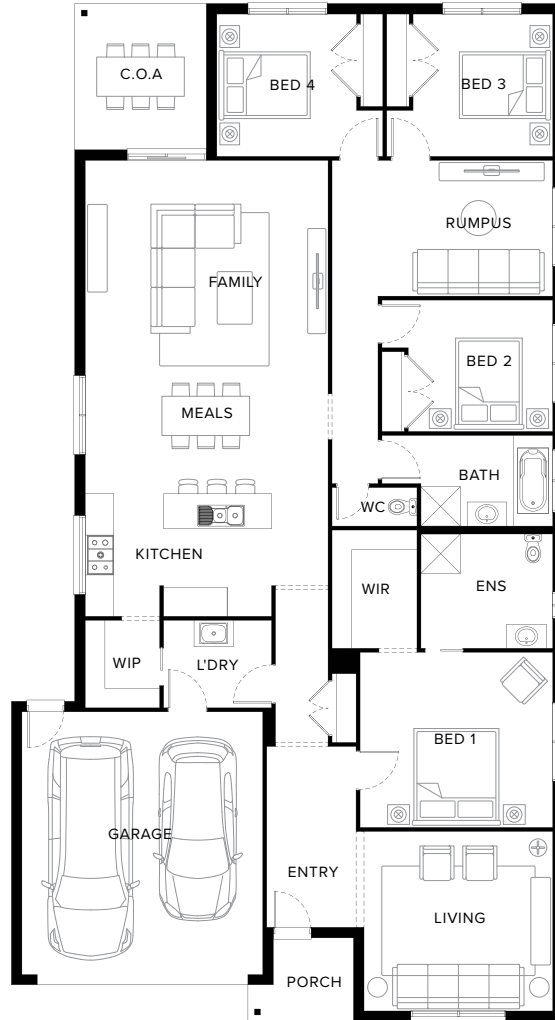 C.O.A
BED 4
BED 3
RUMPUS
FAMILY
BED 2
MEALS
BATH
WC
KITCHEN
WIR
ENS
WIP
L'DRY
BED 1
GARAGE
ENTRY
LIVING
PORCH